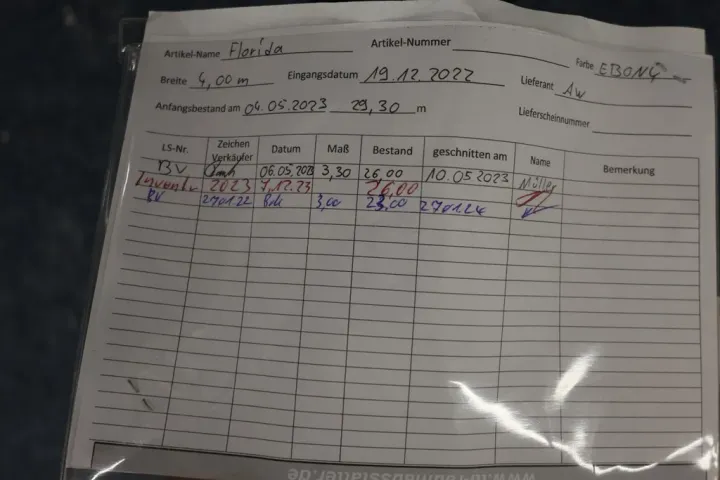 Artikel-Name Florida Artikel-Nummer
Farbe EBONY
Breite 4,00 m Eingangsdatum 19.12.2022 Lieferant AW
Anfangsbestand am 04.05.2023 29,30 m Lieferscheinnummer
LS-Nr. Zeichen Verkäufer Datum Maß Bestand geschnitten am Name Bemerkung
BV 06.05.2023 3,30 26,00 10.05.2023 Müller
Inventur 2023 7.12.23 26,00
BV 3,00 23,00 27.01.24